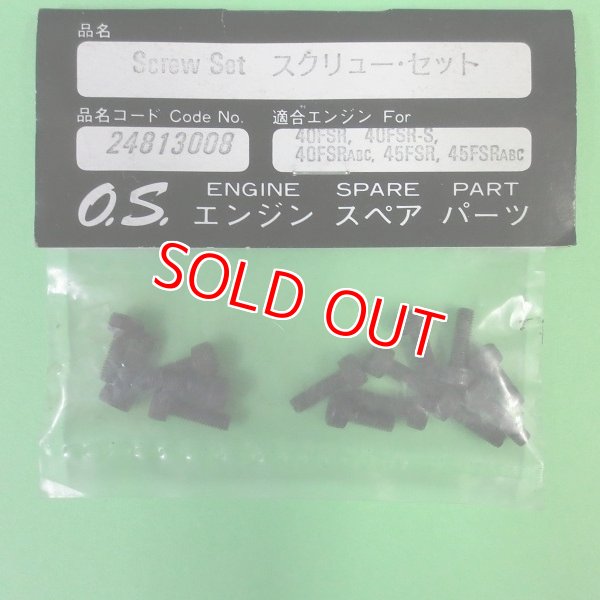 品名
Screw Set スクリュー・セット
品名コード Code No. 適合エンジン For
24813008
40FSR, 40FSR-S,
40FSRABC, 45FSR, 45FSRABC
O.S. ENGINE SPARE PART
エンジン スペア パーツ
SOLD OUT